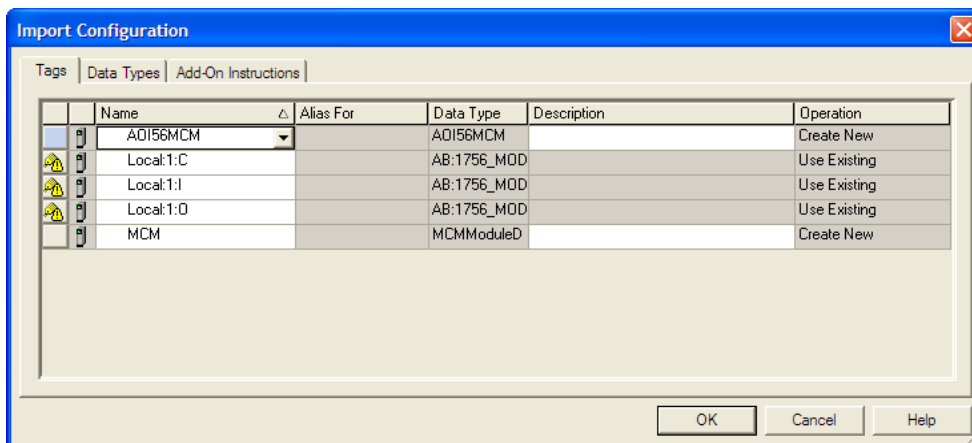 Import Configuration
Tags Data Types Add-On Instructions
Name Alias For Data Type Description Operation
AOI56MCM AOI56MCM Create New
Local:1:C AB:1756_MOD Use Existing
Local:1:I AB:1756_MOD Use Existing
Local:1:O AB:1756_MOD Use Existing
MCM MCMModuleD Create New
OK Cancel Help